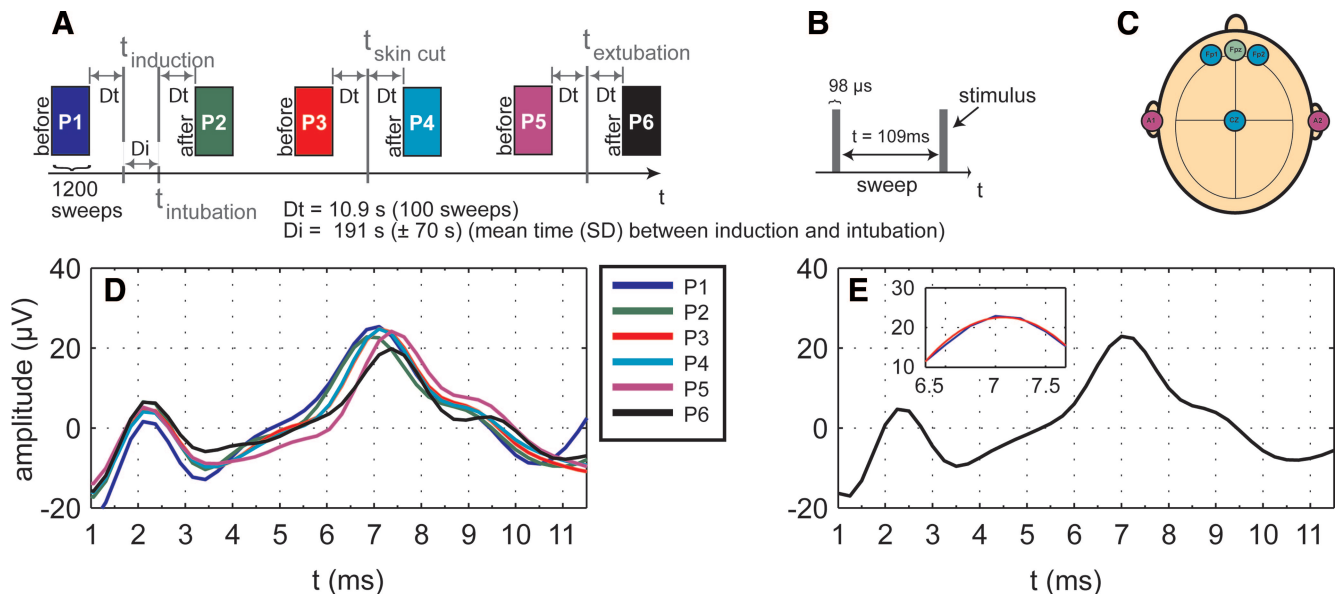 A
t induction
Dt
Dt
before
P1
after
P2
Di
1200
sweeps
t intubation
t skin cut
Dt
Dt
before
P3
after
P4
t extubation
Dt
Dt
before
P5
after
P6
t
Dt = 10.9 s (100 sweeps)
Di = 191 s (± 70 s) (mean time (SD) between induction and intubation)
B
98 µs
stimulus
t = 109ms
sweep
t
C
Fp1
Fpz
Fp2
A1
CZ
A2
D
40
20
0
-20
amplitude (µV)
1 2 3 4 5 6 7 8 9 10 11
t (ms)
P1
P2
P3
P4
P5
P6
E
40
20
0
-20
30
20
10
6.5 7 7.5
1 2 3 4 5 6 7 8 9 10 11
t (ms)